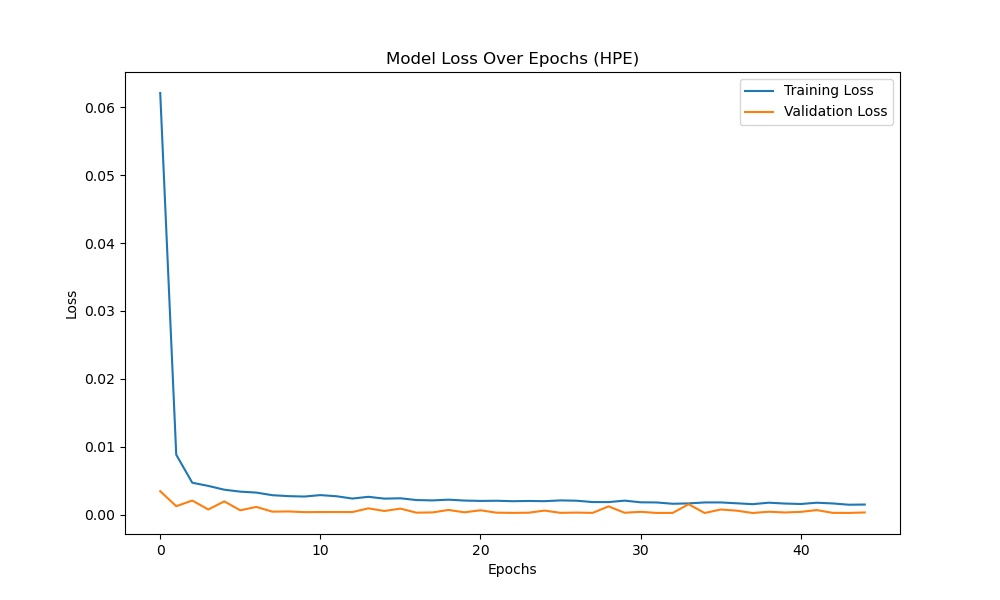 Model Loss Over Epochs (HPE)
Training Loss
Validation Loss
0.06
0.05
0.04
0.03
0.02
0.01
0.00
Loss
0 10 20 30 40
Epochs